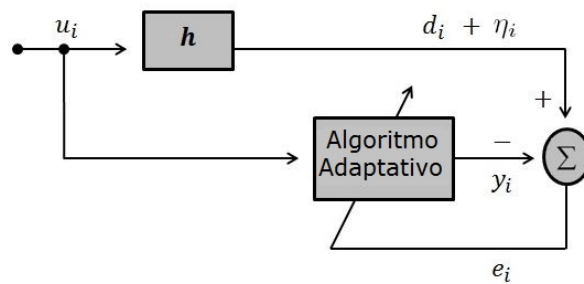 u_i
h
d_i + η_i
+
Algoritmo
Adaptativo
−
y_i
Σ
e_i